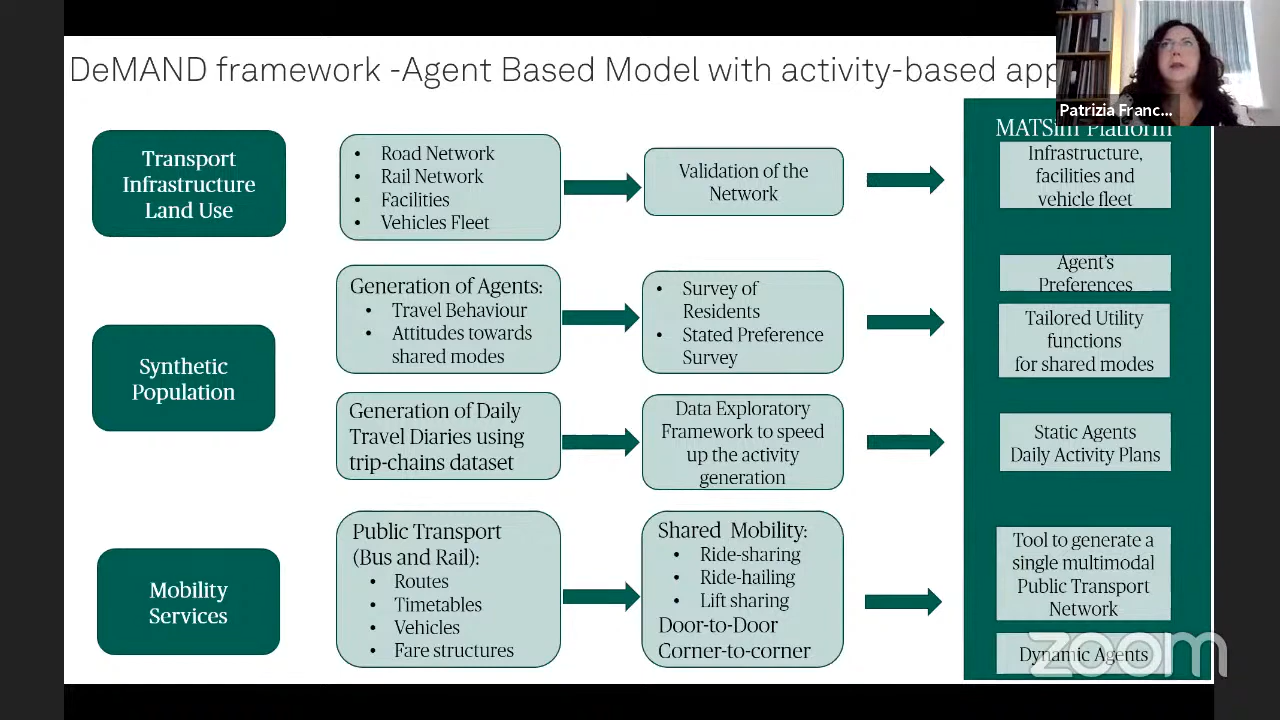 DeMAND framework -Agent Based Model with activity-based app
Patrizia Franc...
MATSim Platform
Transport
Infrastructure
Land Use
• Road Network
• Rail Network
• Facilities
• Vehicles Fleet
Validation of the
Network
Infrastructure,
facilities and
vehicle fleet
Synthetic
Population
Generation of Agents:
• Travel Behaviour
• Attitudes towards
shared modes
• Survey of
Residents
• Stated Preference
Survey
Agent's
Preferences
Tailored Utility
functions
for shared modes
Generation of Daily
Travel Diaries using
trip-chains dataset
Data Exploratory
Framework to speed
up the activity
generation
Static Agents
Daily Activity Plans
Mobility
Services
Public Transport
(Bus and Rail):
• Routes
• Timetables
• Vehicles
• Fare structures
Shared Mobility:
• Ride-sharing
• Ride-hailing
• Lift sharing
Door-to-Door
Corner-to-corner
Tool to generate a
single multimodal
Public Transport
Network
Dynamic Agents
zoom